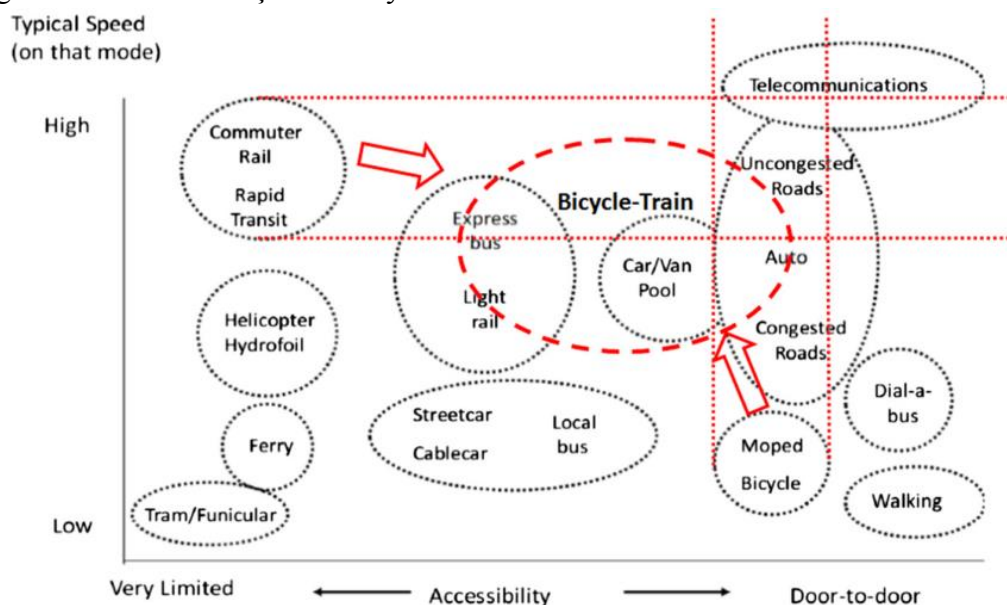 Typical Speed
(on that mode)
High
Low
Telecommunications
Commuter
Rail
Rapid
Transit
Uncongested
Roads
Bicycle-Train
Express
bus
Light
rail
Car/Van
Pool
Auto
Congested
Roads
Helicopter
Hydrofoil
Dial-a-
bus
Streetcar
Cablecar
Local
bus
Ferry
Moped
Bicycle
Walking
Tram/Funicular
Very Limited
Accessibility
Door-to-door